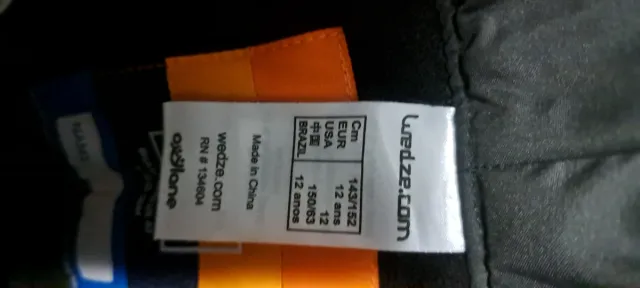 wedze.com
Cm 143/152
EUR 12 ans
USA 12
中国 150/63
BRAZIL 12 anos
Made in China
wedze.com
RN # 134604
oxylane
NAME